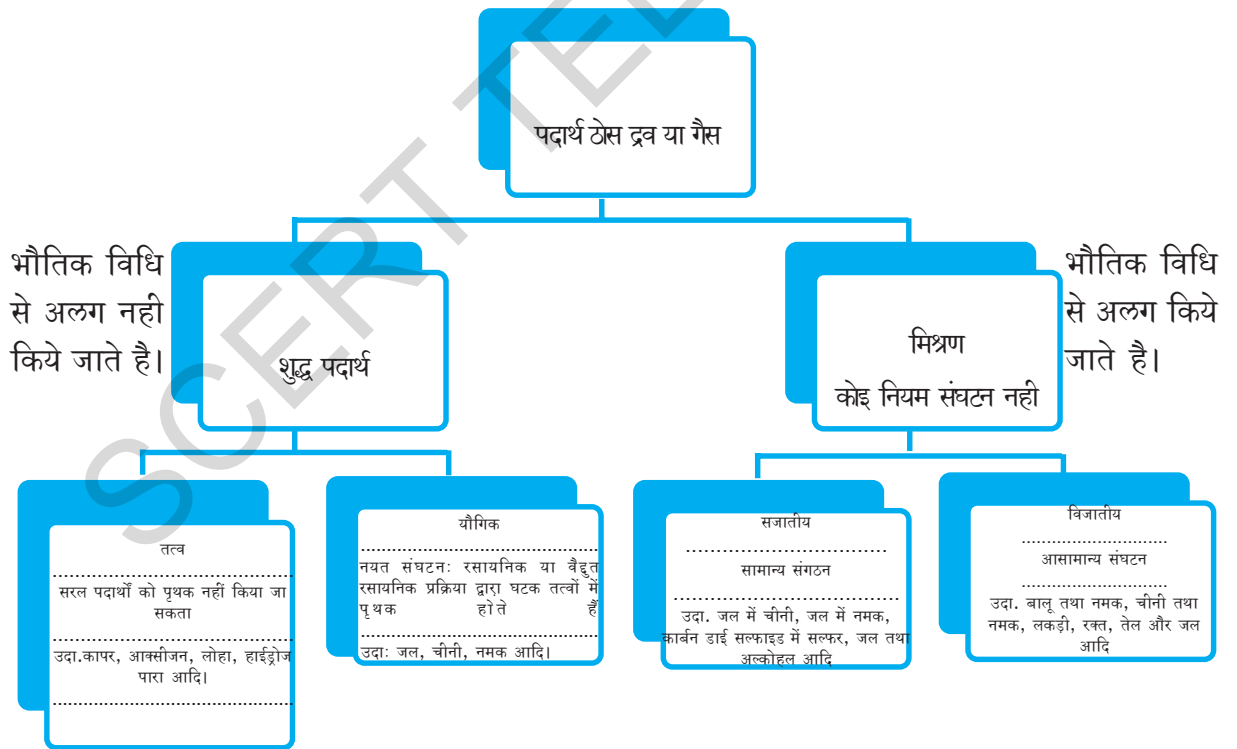 पदार्थ ठोस द्रव या गैस
भौतिक विधि
से अलग नही
किये जाते है।
शुद्ध पदार्थ
मिश्रण
कोइ नियम संघटन नही
भौतिक विधि
से अलग किये
जाते है।
तत्व
सरल पदार्थों को पृथक नहीं किया जा
सकता
उदा.कापर, आक्सीजन, लोहा, हाईड्रोज
पारा आदि।
यौगिक
नयत संघटन: रसायनिक या वैद्दुत
रसायनिक प्रक्रिया द्वारा घटक तत्वों में
पृथक होते हैं
उदाः जल, चीनी, नमक आदि।
सजातीय
सामान्य संगठन
उदा. जल में चीनी, जल में नमक,
कार्बन डाई सल्फाइड में सल्फर, जल तथा
अल्कोहल आदि
विजातीय
आसामान्य संघटन
उदा. बालू तथा नमक, चीनी तथा
नमक, लकड़ी, रक्त, तेल और जल
आदि
SCERT TEL